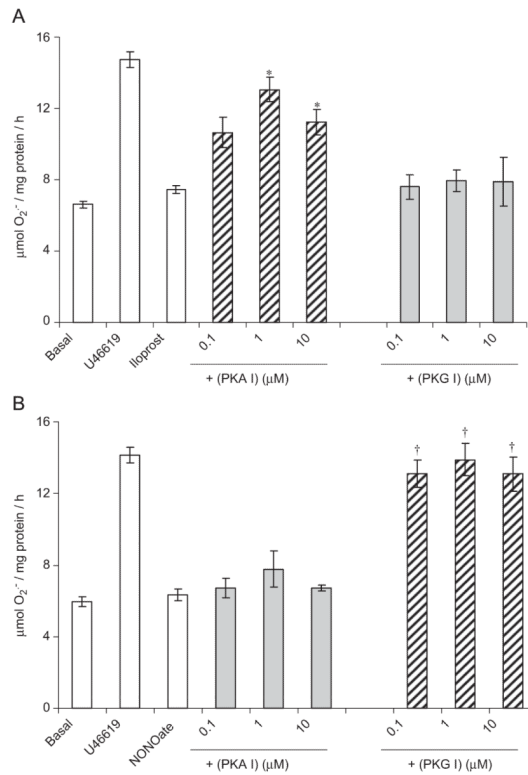 A
μmol O₂·⁻ / mg protein / h
16
12
8
4
0
* *
Basal U46619 Iloprost 0.1 1 10 0.1 1 10
+ (PKA I) (μM) + (PKG I) (μM)
B
μmol O₂·⁻ / mg protein / h
16
12
8
4
0
† † †
Basal U46619 NONOate 0.1 1 10 0.1 1 10
+ (PKA I) (μM) + (PKG I) (μM)